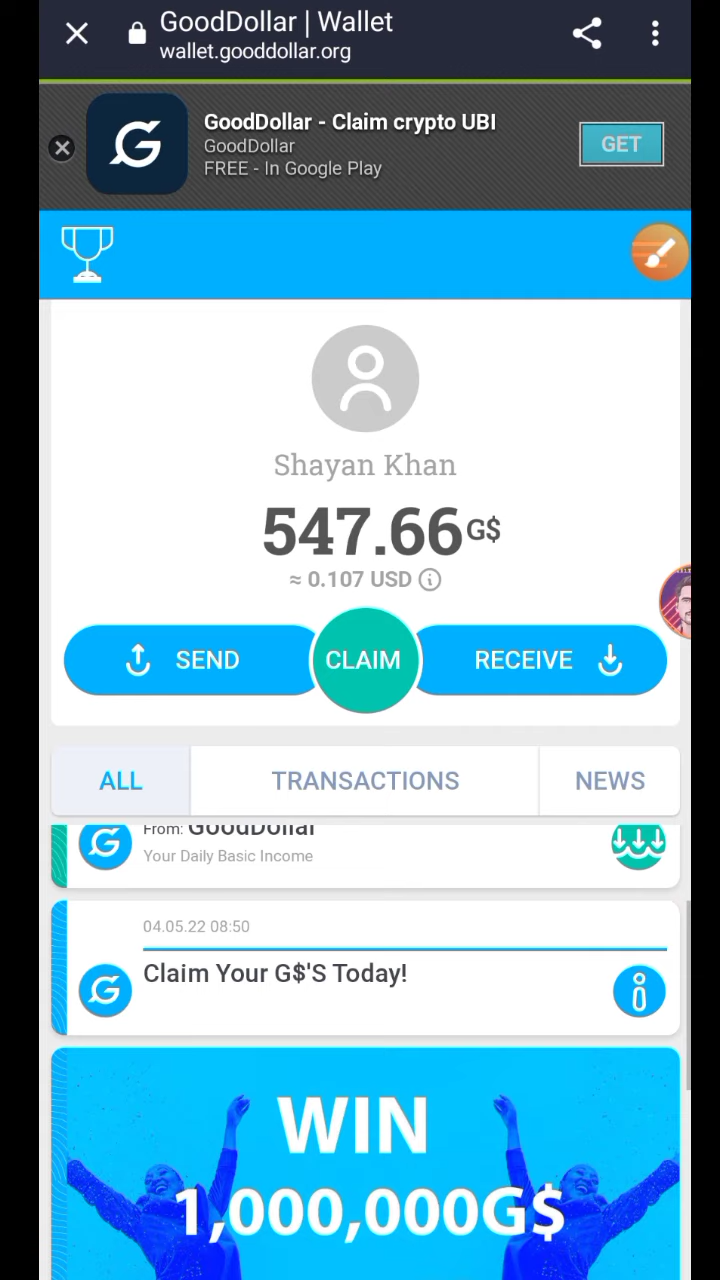 GoodDollar | Wallet
wallet.gooddollar.org
GoodDollar - Claim crypto UBI
GoodDollar
FREE - In Google Play
GET
Shayan Khan
547.66 G$
≈ 0.107 USD
SEND
CLAIM
RECEIVE
ALL
TRANSACTIONS
NEWS
From: GoodDollar
Your Daily Basic Income
04.05.22 08:50
Claim Your G$'S Today!
WIN
1,000,000G$